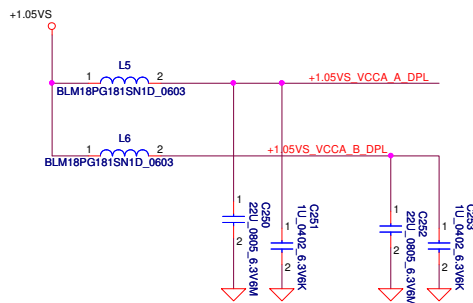 +1.05VS
L5
1 2
+1.05VS_VCCA_A_DPL
BLM18PG181SN1D_0603
L6
1 2
+1.05VS_VCCA_B_DPL
BLM18PG181SN1D_0603
1
2
C250
22U_0805_6.3V6M
1
2
C251
1U_0402_6.3V6K
1
2
C252
22U_0805_6.3V6M
1
2
C253
1U_0402_6.3V6K